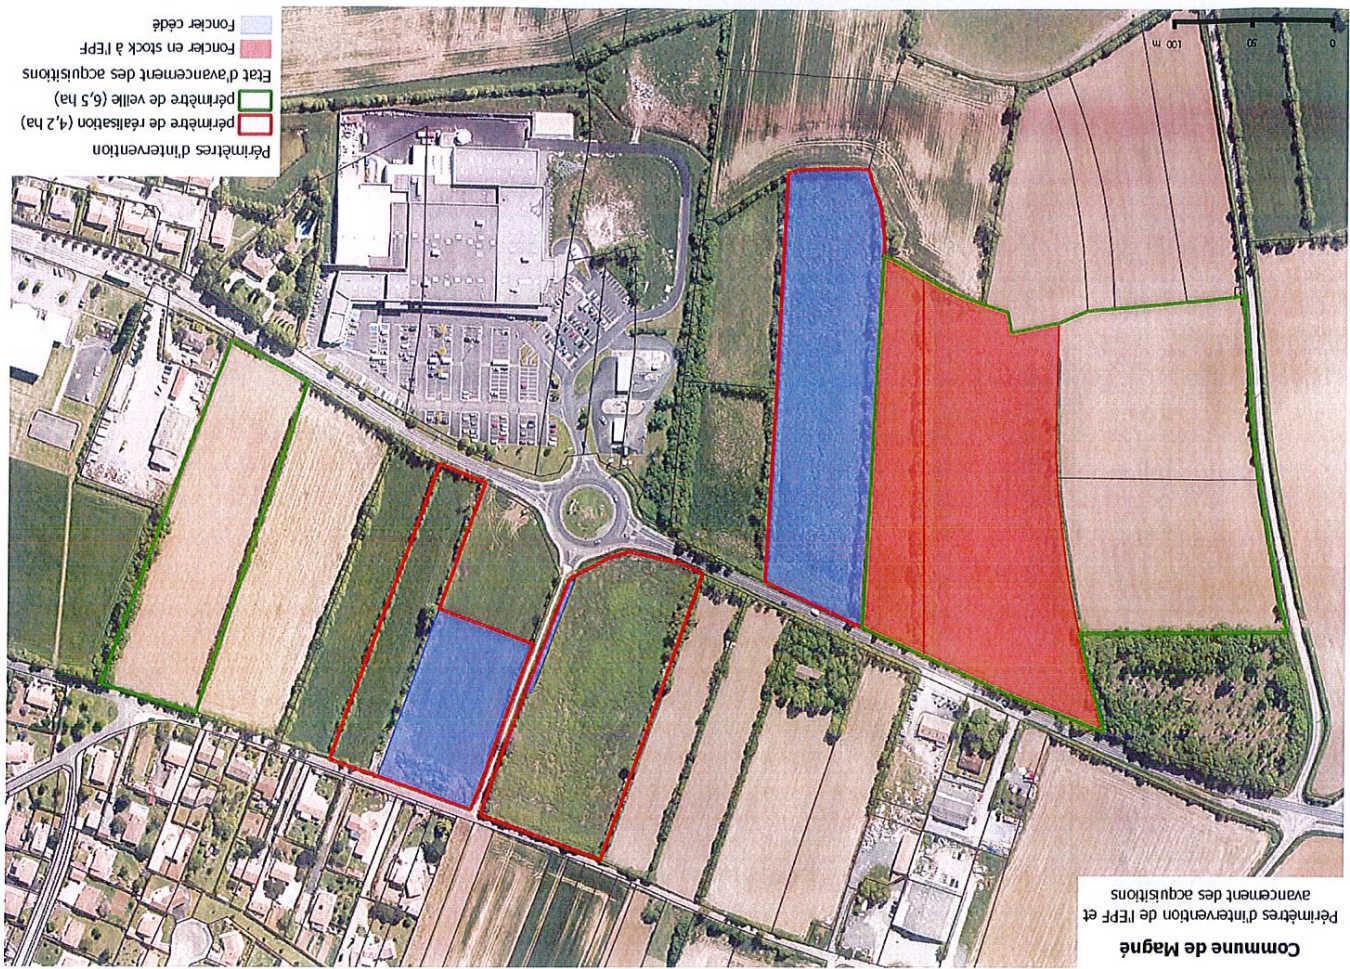 Commune de Magné
Périmètres d'intervention de l'EPF et
avancement des acquisitions
Périmètres d'intervention
périmètre de réalisation (4,2 ha)
périmètre de veille (6,5 ha)
Etat d'avancement des acquisitions
Foncier en stock à l'EPF
Foncier cédé
0 50 100 m